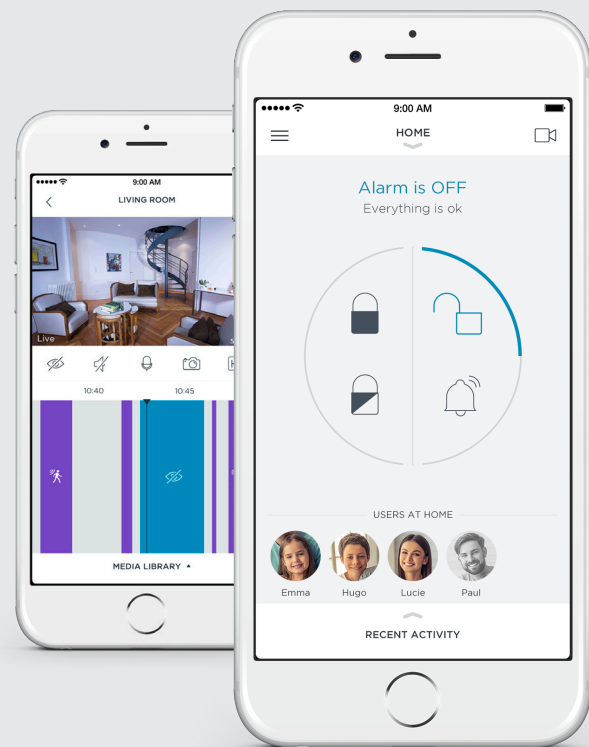 9:00 AM
LIVING ROOM
Live
10:40
10:45
MEDIA LIBRARY
9:00 AM
HOME
Alarm is OFF
Everything is ok
USERS AT HOME
Emma
Hugo
Lucie
Paul
RECENT ACTIVITY